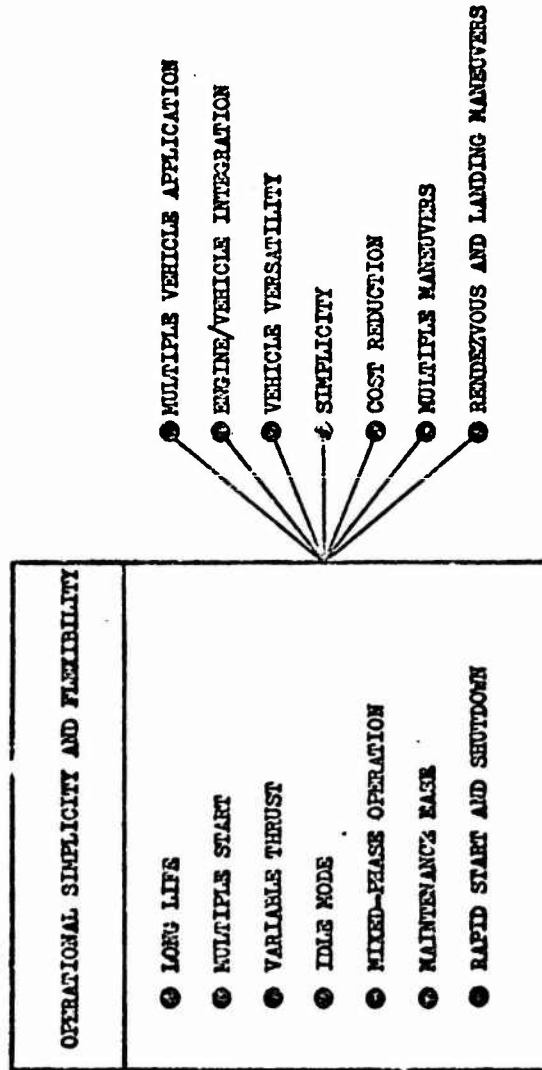 OPERATIONAL SIMPLICITY AND FLEXIBILITY
LONG LIFE
MULTIPLE START
VARIABLE THRUST
IDLE MODE
MIXED-PHASE OPERATION
MAINTENANCE EASE
RAPID START AND SHUTDOWN
MULTIPLE VEHICLE APPLICATION
ENGINE/VEHICLE INTEGRATION
VEHICLE VERSATILITY
SIMPLICITY
COST REDUCTION
MULTIPLE MANEUVERS
RENDEZVOUS AND LANDING MANEUVERS